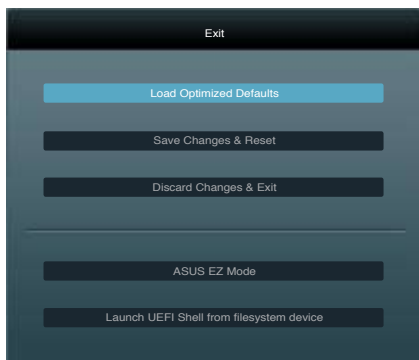 Exit
Load Optimized Defaults
Save Changes & Reset
Discard Changes & Exit
ASUS EZ Mode
Launch UEFI Shell from filesystem device